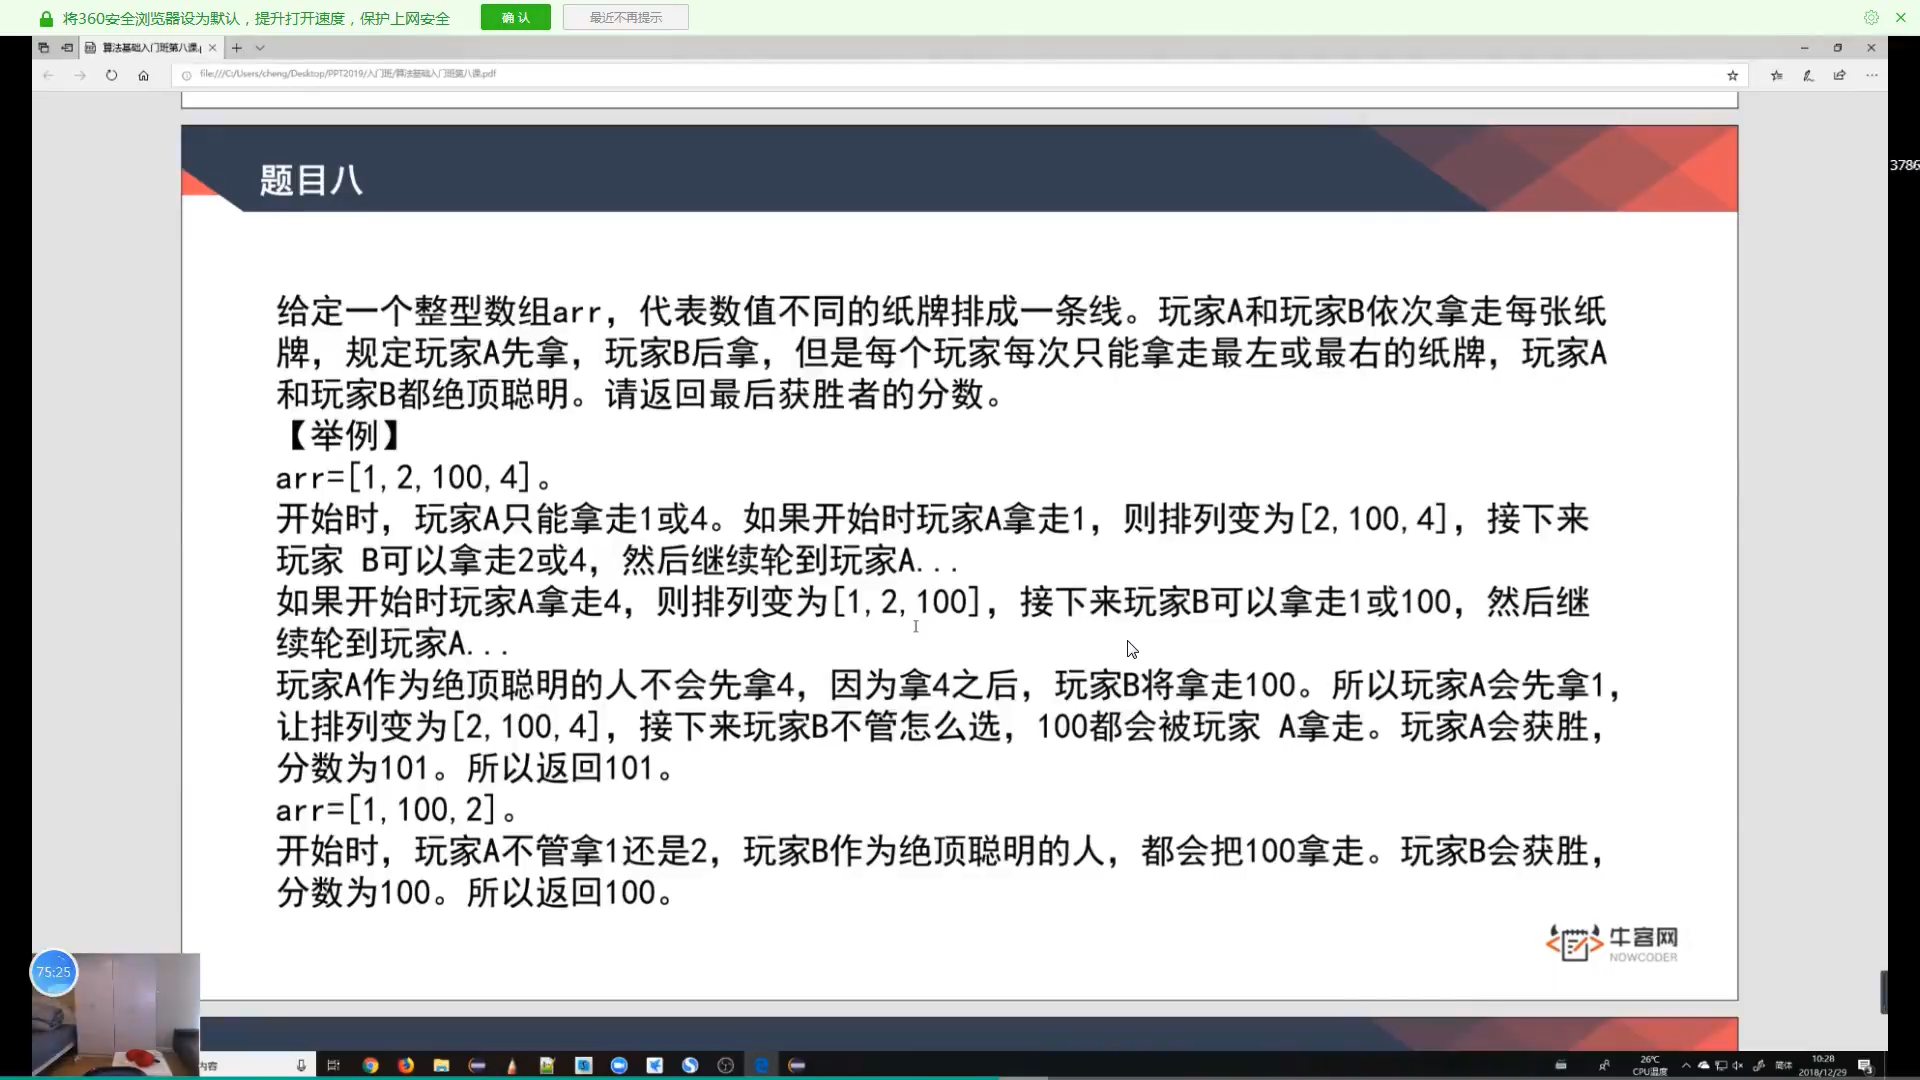 将360安全浏览器设为默认，提升打开速度，保护上网安全
确认
最近不再提示
算法基础入门班第八课.p
file:///C:/Users/cheng/Desktop/PPT2019/入门班/算法基础入门班第八课.pdf
3786
题目八
给定一个整型数组arr，代表数值不同的纸牌排成一条线。玩家A和玩家B依次拿走每张纸
牌，规定玩家A先拿，玩家B后拿，但是每个玩家每次只能拿走最左或最右的纸牌，玩家A
和玩家B都绝顶聪明。请返回最后获胜者的分数。
【举例】
arr=[1,2,100,4]。
开始时，玩家A只能拿走1或4。如果开始时玩家A拿走1，则排列变为[2,100,4]，接下来
玩家 B可以拿走2或4，然后继续轮到玩家A...
如果开始时玩家A拿走4，则排列变为[1,2,100]，接下来玩家B可以拿走1或100，然后继
续轮到玩家A...
玩家A作为绝顶聪明的人不会先拿4，因为拿4之后，玩家B将拿走100。所以玩家A会先拿1，
让排列变为[2,100,4]，接下来玩家B不管怎么选，100都会被玩家 A拿走。玩家A会获胜，
分数为101。所以返回101。
arr=[1,100,2]。
开始时，玩家A不管拿1还是2，玩家B作为绝顶聪明的人，都会把100拿走。玩家B会获胜，
分数为100。所以返回100。
牛客网
NOWCODER
75:25
内容
26℃
CPU温度
简体
10:28
2018/12/29